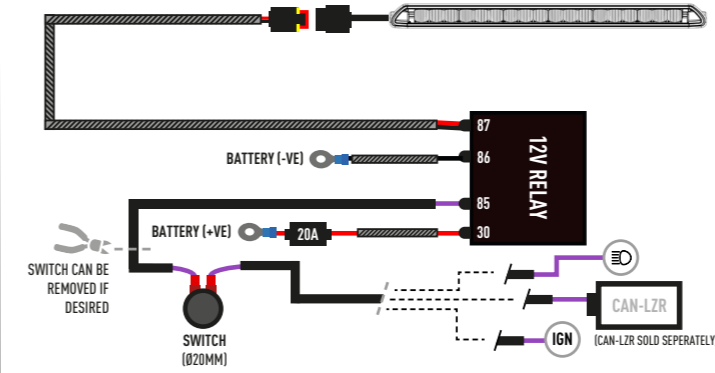 87
BATTERY (-VE)
86
12V RELAY
85
BATTERY (+VE)
20A
30
SWITCH CAN BE
REMOVED IF
DESIRED
SWITCH
(Ø20MM)
CAN-LZR
IGN
(CAN-LZR SOLD SEPERATELY